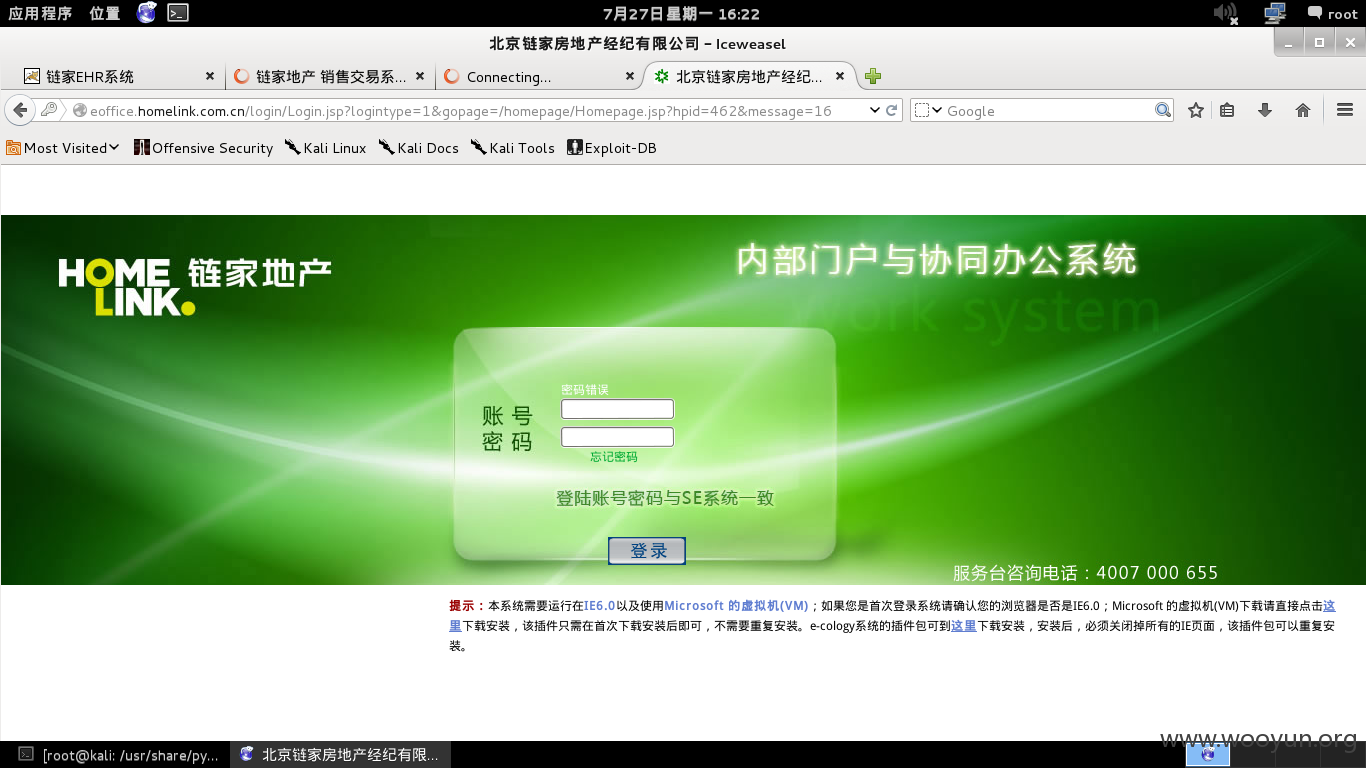 应用程序 位置 7月27日星期一 16:22 root
北京链家房地产经纪有限公司 - Iceweasel
链家EHR系统 链家地产 销售交易系... Connecting... 北京链家房地产经纪...
eoffice.homelink.com.cn/login/Login.jsp?logintype=1&gopage=/homepage/Homepage.jsp?hpid=462&message=16 Google
Most Visited Offensive Security Kali Linux Kali Docs Kali Tools Exploit-DB
HOME LINK. 链家地产
内部门户与协同办公系统
work system
密码错误
账 号
密 码
忘记密码
登陆账号密码与SE系统一致
登 录
服务台咨询电话：4007 000 655
提示：本系统需要运行在IE6.0以及使用Microsoft 的虚拟机(VM)；如果您是首次登录系统请确认您的浏览器是否是IE6.0；Microsoft 的虚拟机(VM)下载请直接点击这
里下载安装，该插件只需在首次下载安装后即可，不需要重复安装。e-cology系统的插件包可到这里下载安装，安装后，必须关闭掉所有的IE页面，该插件包可以重复安
装。
www.wooyun.org
[root@kali: /usr/share/py... 北京链家房地产经纪有限...